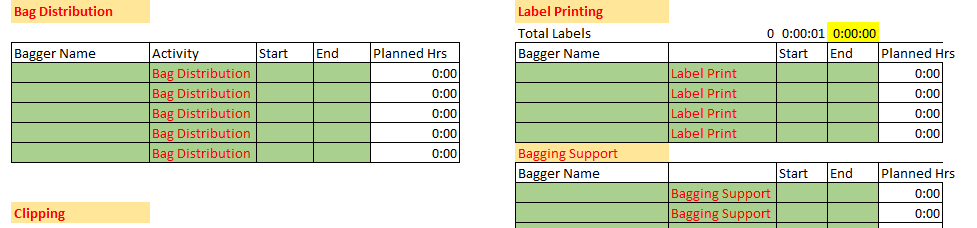 Bag Distribution
Bagger Name Activity Start End Planned Hrs
Bag Distribution 0:00
Bag Distribution 0:00
Bag Distribution 0:00
Bag Distribution 0:00
Bag Distribution 0:00
Clipping
Label Printing
Total Labels 0 0:00:01 0:00:00
Bagger Name Start End Planned Hrs
Label Print 0:00
Label Print 0:00
Label Print 0:00
Label Print 0:00
Bagging Support
Bagger Name Start End Planned Hrs
Bagging Support 0:00
Bagging Support 0:00